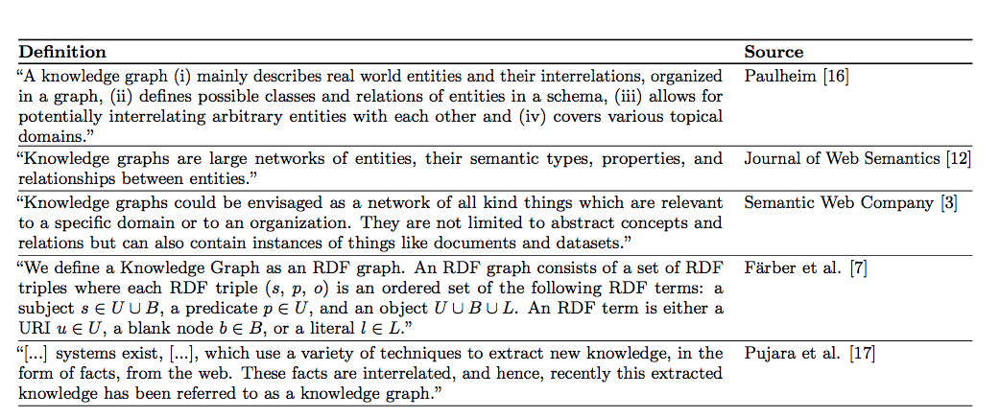 Definition Source
“A knowledge graph (i) mainly describes real world entities and their interrelations, organized Paulheim [16]
in a graph, (ii) defines possible classes and relations of entities in a schema, (iii) allows for
potentially interrelating arbitrary entities with each other and (iv) covers various topical
domains.”
“Knowledge graphs are large networks of entities, their semantic types, properties, and Journal of Web Semantics [12]
relationships between entities.”
“Knowledge graphs could be envisaged as a network of all kind things which are relevant Semantic Web Company [3]
to a specific domain or to an organization. They are not limited to abstract concepts and
relations but can also contain instances of things like documents and datasets.”
“We define a Knowledge Graph as an RDF graph. An RDF graph consists of a set of RDF Färber et al. [7]
triples where each RDF triple (s, p, o) is an ordered set of the following RDF terms: a
subject s ∈ U ∪ B, a predicate p ∈ U, and an object U ∪ B ∪ L. An RDF term is either a
URI u ∈ U, a blank node b ∈ B, or a literal l ∈ L.”
“[...] systems exist, [...], which use a variety of techniques to extract new knowledge, in the Pujara et al. [17]
form of facts, from the web. These facts are interrelated, and hence, recently this extracted
knowledge has been referred to as a knowledge graph.”